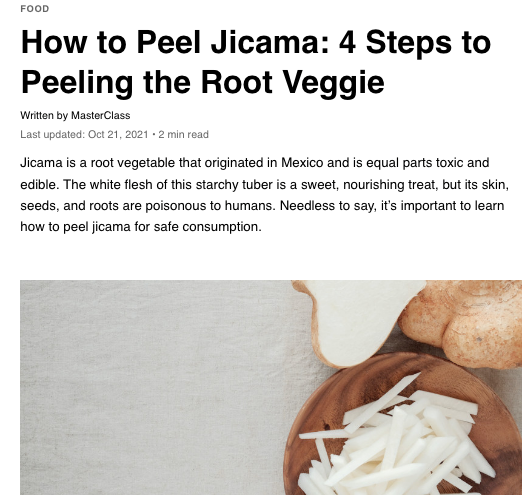 FOOD
How to Peel Jicama: 4 Steps to
Peeling the Root Veggie
Written by MasterClass
Last updated: Oct 21, 2021 • 2 min read
Jicama is a root vegetable that originated in Mexico and is equal parts toxic and
edible. The white flesh of this starchy tuber is a sweet, nourishing treat, but its skin,
seeds, and roots are poisonous to humans. Needless to say, it's important to learn
how to peel jicama for safe consumption.